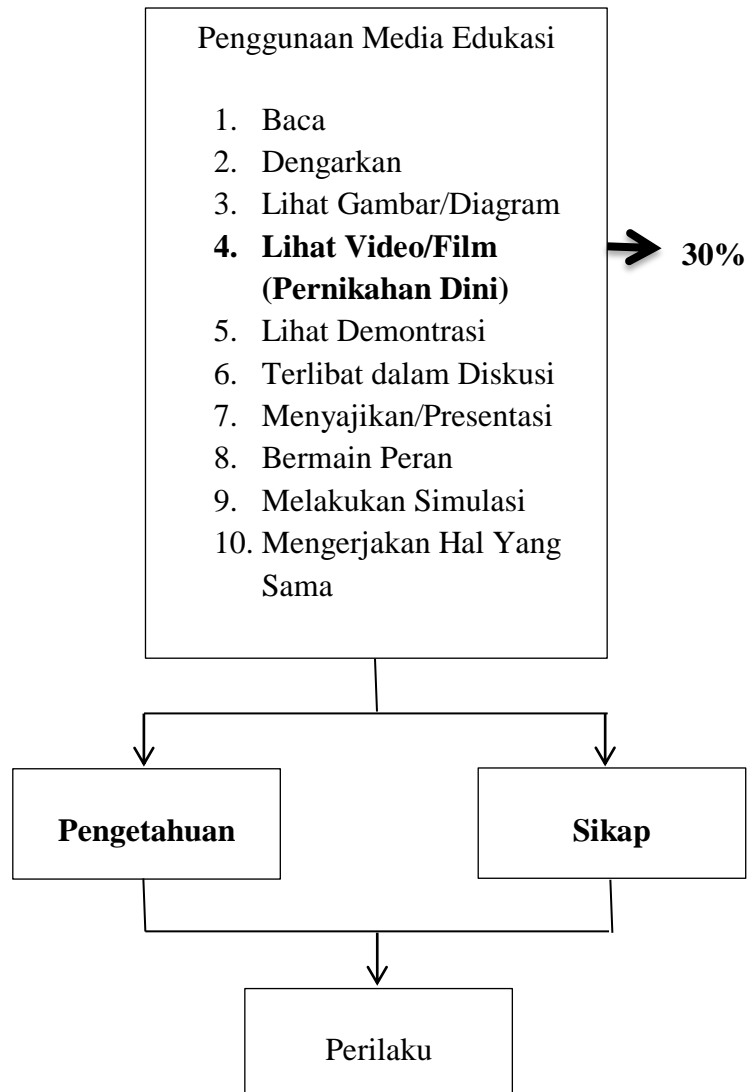 Penggunaan Media Edukasi
1. Baca
2. Dengarkan
3. Lihat Gambar/Diagram
4. Lihat Video/Film
(Pernikahan Dini)
30%
5. Lihat Demontrasi
6. Terlibat dalam Diskusi
7. Menyajikan/Presentasi
8. Bermain Peran
9. Melakukan Simulasi
10. Mengerjakan Hal Yang
Sama
Pengetahuan
Sikap
Perilaku